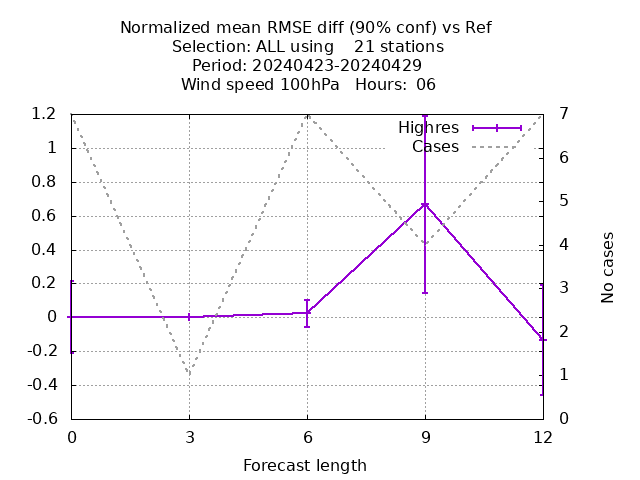 Normalized mean RMSE diff (90% conf) vs Ref
Selection: ALL using    21 stations
Period: 20240423-20240429
Wind speed 100hPa   Hours:  06
1.2
1
0.8
0.6
0.4
0.2
0
-0.2
-0.4
-0.6
Highres
Cases
7
6
5
4
3
2
1
0
No cases
0 3 6 9 12
Forecast length